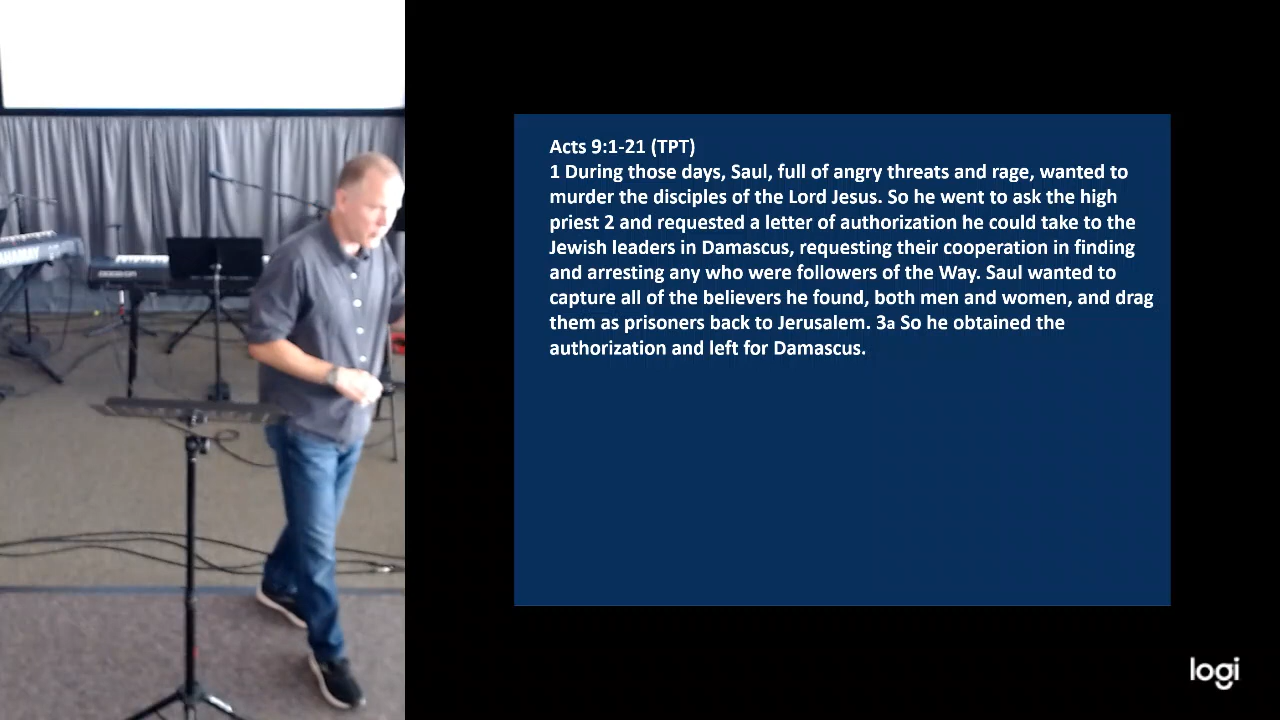 Acts 9:1-21 (TPT)
1 During those days, Saul, full of angry threats and rage, wanted to
murder the disciples of the Lord Jesus. So he went to ask the high
priest 2 and requested a letter of authorization he could take to the
Jewish leaders in Damascus, requesting their cooperation in finding
and arresting any who were followers of the Way. Saul wanted to
capture all of the believers he found, both men and women, and drag
them as prisoners back to Jerusalem. 3a So he obtained the
authorization and left for Damascus.
logi